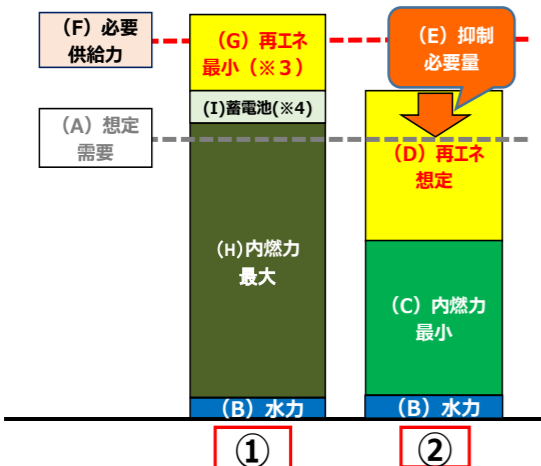 （F）必要
供給力
（G）再エネ
最小（※３）
（E）抑制
必要量
(I)蓄電池(※4)
（A）想定
需要
（D）再エネ
想定
（H）内燃力
最大
（C）内燃力
最小
（B）水力
（B）水力
①
②